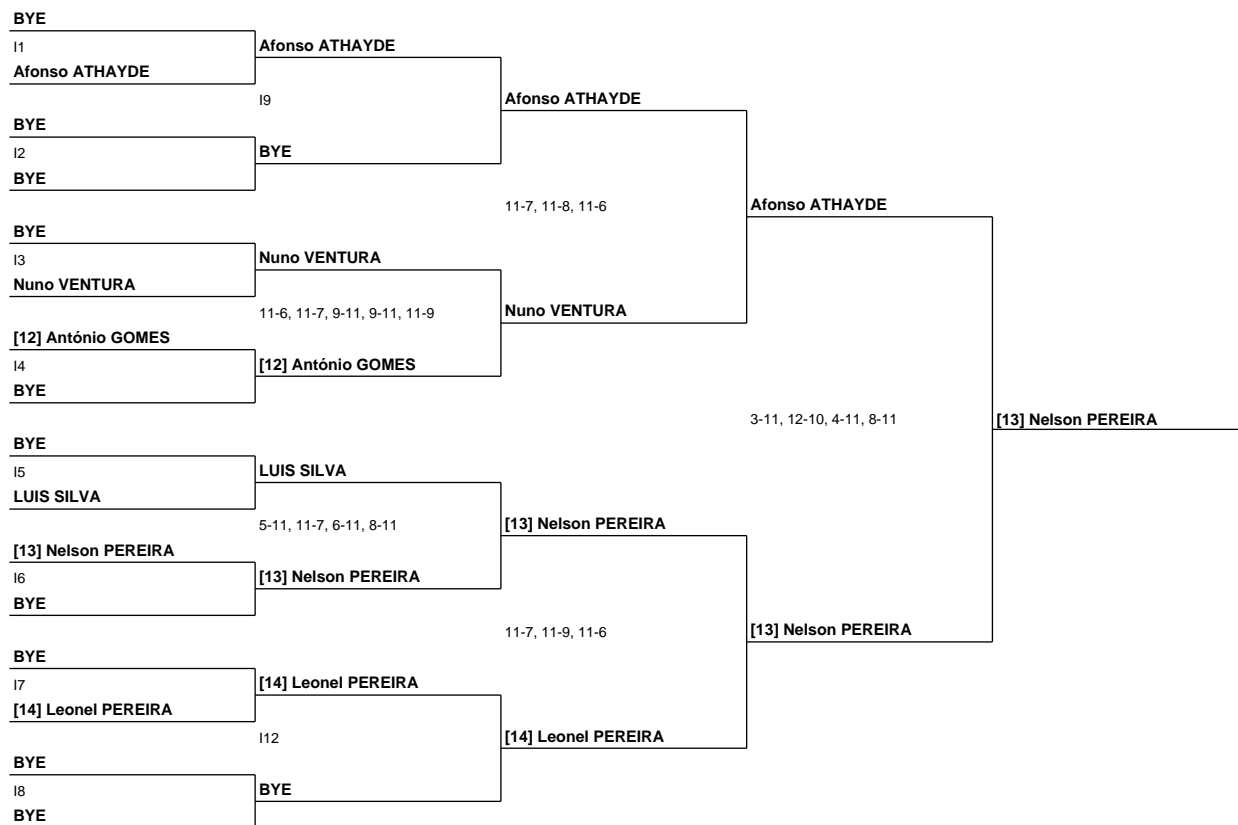 BYE
I1
Afonso ATHAYDE
Afonso ATHAYDE
I9
Afonso ATHAYDE
BYE
I2
BYE
BYE
11-7, 11-8, 11-6
Afonso ATHAYDE
BYE
I3
Nuno VENTURA
Nuno VENTURA
11-6, 11-7, 9-11, 9-11, 11-9
Nuno VENTURA
[12] António GOMES
I4
[12] António GOMES
BYE
3-11, 12-10, 4-11, 8-11
[13] Nelson PEREIRA
BYE
I5
LUIS SILVA
LUIS SILVA
5-11, 11-7, 6-11, 8-11
[13] Nelson PEREIRA
[13] Nelson PEREIRA
I6
[13] Nelson PEREIRA
BYE
11-7, 11-9, 11-6
[13] Nelson PEREIRA
BYE
I7
[14] Leonel PEREIRA
[14] Leonel PEREIRA
I12
[14] Leonel PEREIRA
BYE
I8
BYE
BYE